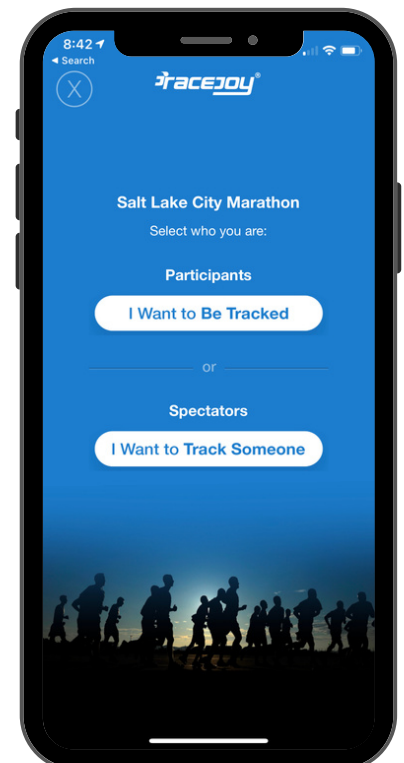 8:42
◀ Search
X
RaceJoy®
Salt Lake City Marathon
Select who you are:
Participants
I Want to Be Tracked
or
Spectators
I Want to Track Someone